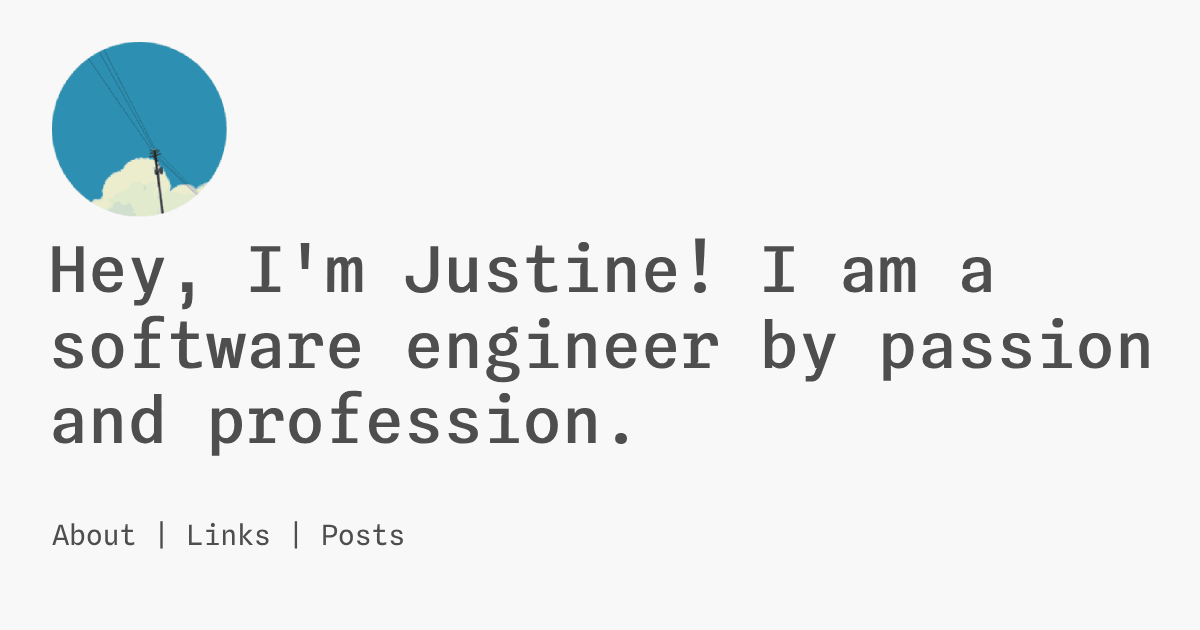 Hey, I'm Justine! I am a
software engineer by passion
and profession.
About | Links | Posts